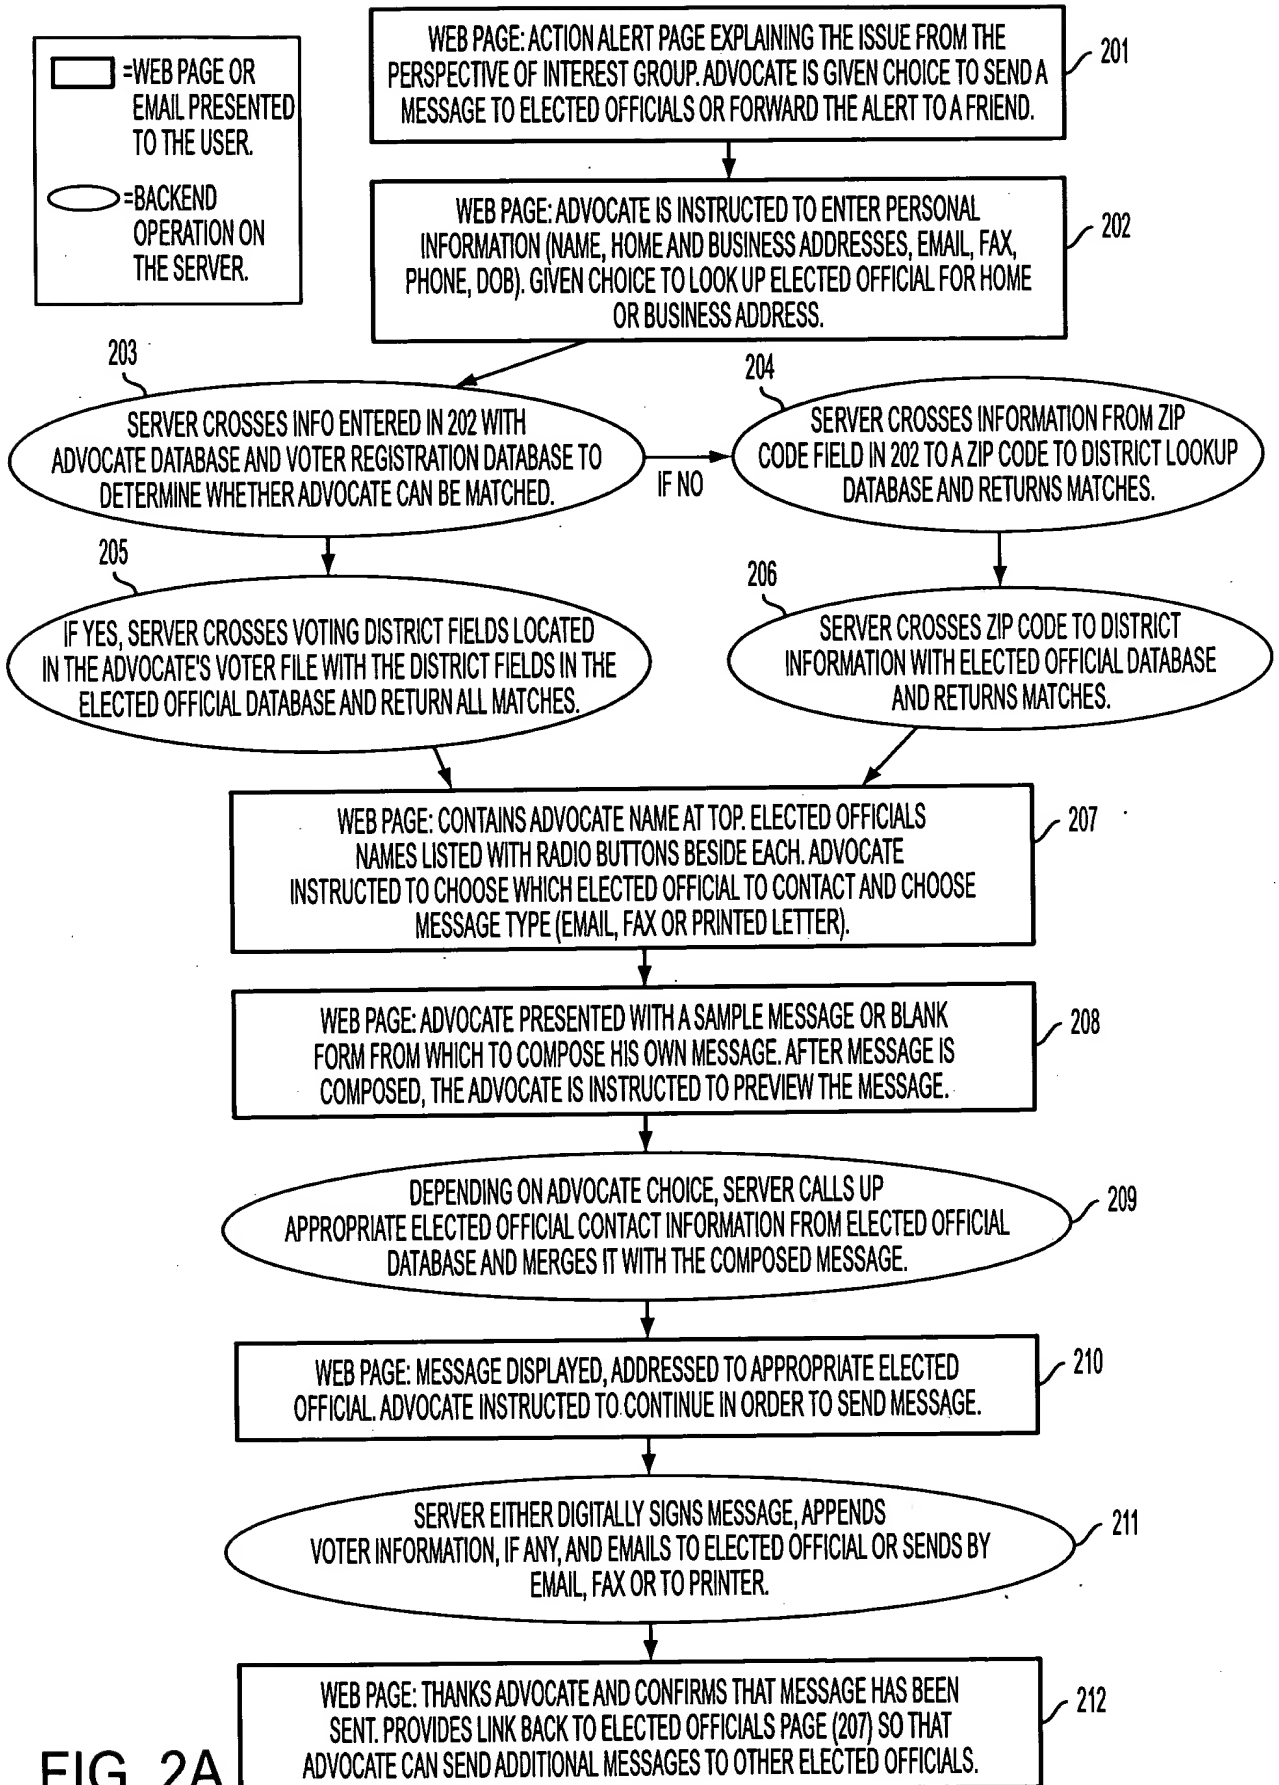 =WEB PAGE OR
EMAIL PRESENTED
TO THE USER.
=BACKEND
OPERATION ON
THE SERVER.
WEB PAGE: ACTION ALERT PAGE EXPLAINING THE ISSUE FROM THE
PERSPECTIVE OF INTEREST GROUP. ADVOCATE IS GIVEN CHOICE TO SEND A
MESSAGE TO ELECTED OFFICIALS OR FORWARD THE ALERT TO A FRIEND.
201
WEB PAGE: ADVOCATE IS INSTRUCTED TO ENTER PERSONAL
INFORMATION (NAME, HOME AND BUSINESS ADDRESSES, EMAIL, FAX,
PHONE, DOB). GIVEN CHOICE TO LOOK UP ELECTED OFFICIAL FOR HOME
OR BUSINESS ADDRESS.
202
203
SERVER CROSSES INFO ENTERED IN 202 WITH
ADVOCATE DATABASE AND VOTER REGISTRATION DATABASE TO
DETERMINE WHETHER ADVOCATE CAN BE MATCHED.
IF NO
204
SERVER CROSSES INFORMATION FROM ZIP
CODE FIELD IN 202 TO A ZIP CODE TO DISTRICT LOOKUP
DATABASE AND RETURNS MATCHES.
205
IF YES, SERVER CROSSES VOTING DISTRICT FIELDS LOCATED
IN THE ADVOCATE'S VOTER FILE WITH THE DISTRICT FIELDS IN THE
ELECTED OFFICIAL DATABASE AND RETURN ALL MATCHES.
206
SERVER CROSSES ZIP CODE TO DISTRICT
INFORMATION WITH ELECTED OFFICIAL DATABASE
AND RETURNS MATCHES.
WEB PAGE: CONTAINS ADVOCATE NAME AT TOP. ELECTED OFFICIALS
NAMES LISTED WITH RADIO BUTTONS BESIDE EACH. ADVOCATE
INSTRUCTED TO CHOOSE WHICH ELECTED OFFICIAL TO CONTACT AND CHOOSE
MESSAGE TYPE (EMAIL, FAX OR PRINTED LETTER).
207
WEB PAGE: ADVOCATE PRESENTED WITH A SAMPLE MESSAGE OR BLANK
FORM FROM WHICH TO COMPOSE HIS OWN MESSAGE. AFTER MESSAGE IS
COMPOSED, THE ADVOCATE IS INSTRUCTED TO PREVIEW THE MESSAGE.
208
DEPENDING ON ADVOCATE CHOICE, SERVER CALLS UP
APPROPRIATE ELECTED OFFICIAL CONTACT INFORMATION FROM ELECTED OFFICIAL
DATABASE AND MERGES IT WITH THE COMPOSED MESSAGE.
209
WEB PAGE: MESSAGE DISPLAYED, ADDRESSED TO APPROPRIATE ELECTED
OFFICIAL. ADVOCATE INSTRUCTED TO CONTINUE IN ORDER TO SEND MESSAGE.
210
SERVER EITHER DIGITALLY SIGNS MESSAGE, APPENDS
VOTER INFORMATION, IF ANY, AND EMAILS TO ELECTED OFFICIAL OR SENDS BY
EMAIL, FAX OR TO PRINTER.
211
WEB PAGE: THANKS ADVOCATE AND CONFIRMS THAT MESSAGE HAS BEEN
SENT. PROVIDES LINK BACK TO ELECTED OFFICIALS PAGE (207) SO THAT
ADVOCATE CAN SEND ADDITIONAL MESSAGES TO OTHER ELECTED OFFICIALS.
212
FIG. 2A